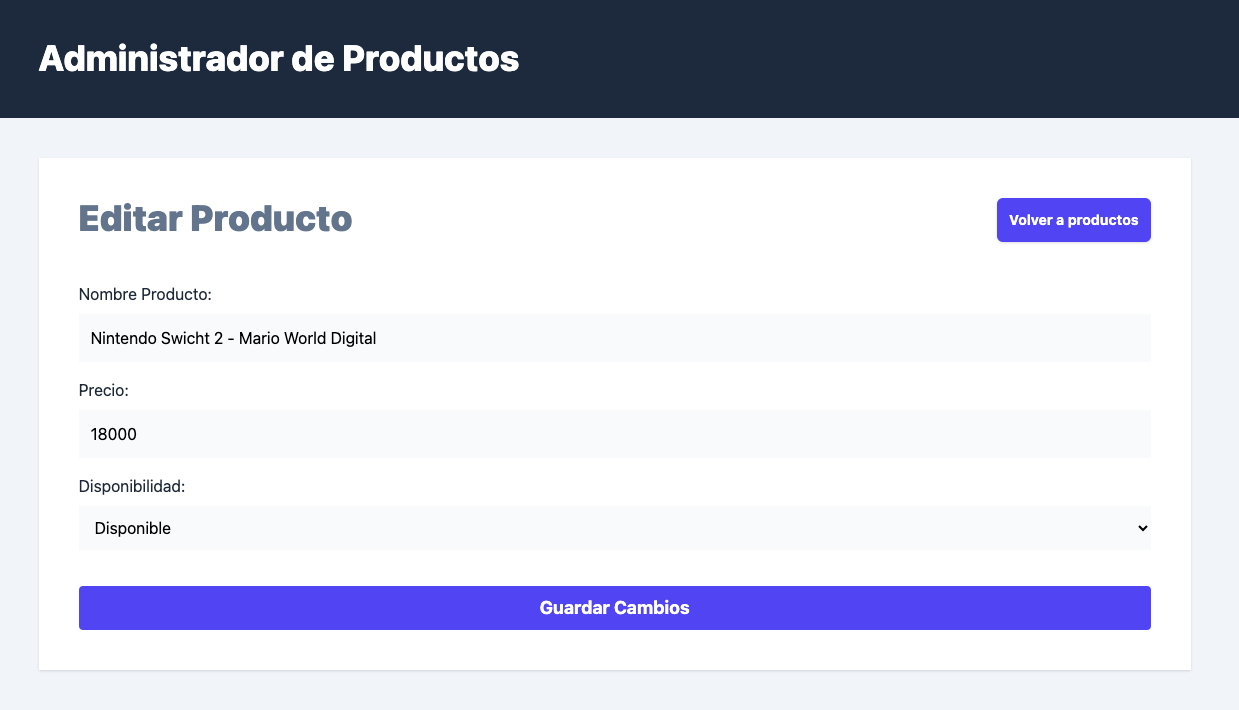 Administrador de Productos
Editar Producto
Volver a productos
Nombre Producto:
Nintendo Swicht 2 - Mario World Digital
Precio:
18000
Disponibilidad:
Disponible
Guardar Cambios